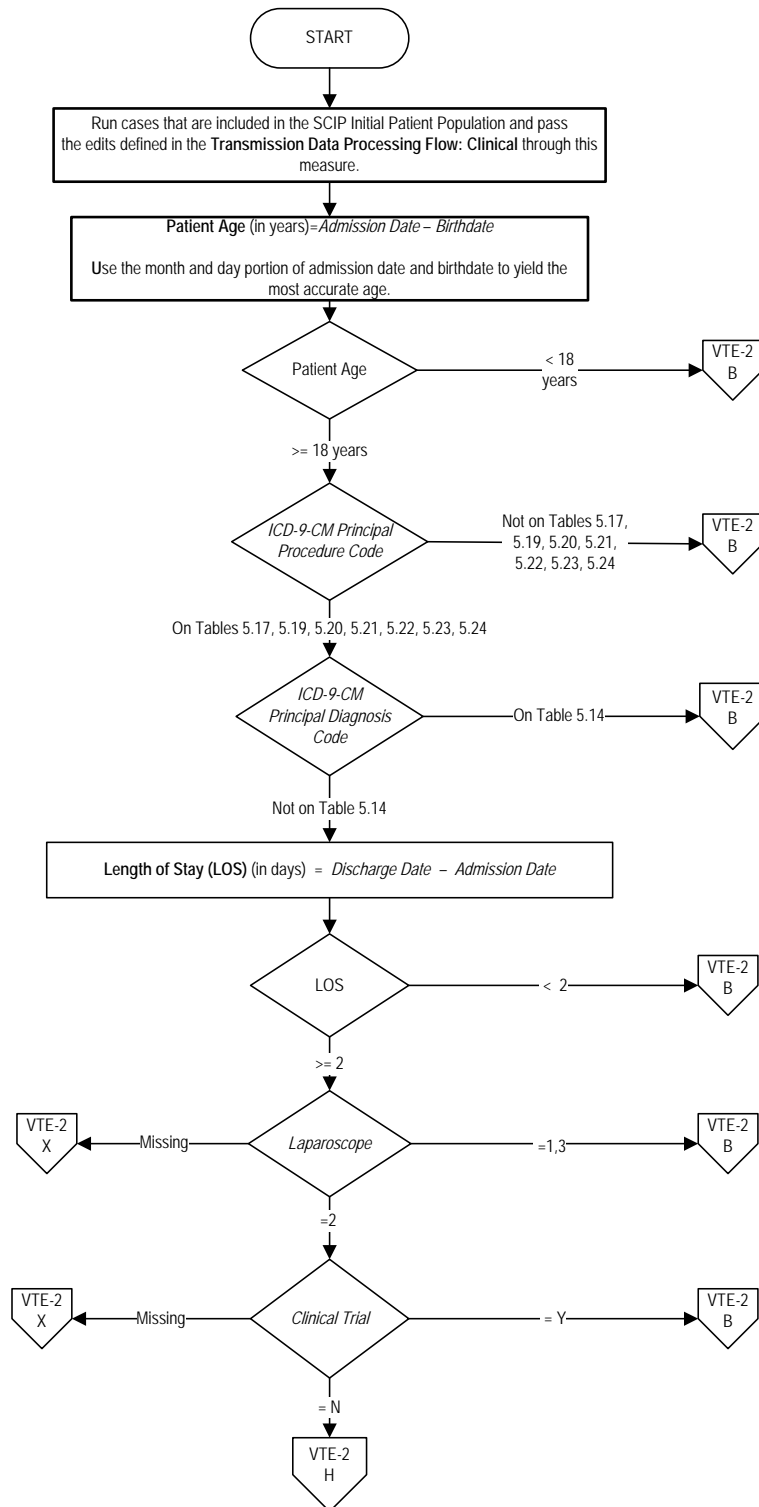 START
Run cases that are included in the SCIP Initial Patient Population and pass
the edits defined in the Transmission Data Processing Flow: Clinical through this
measure.
Patient Age (in years)=Admission Date – Birthdate
Use the month and day portion of admission date and birthdate to yield the
most accurate age.
Patient Age
< 18
years
VTE-2
B
>= 18 years
ICD-9-CM Principal
Procedure Code
Not on Tables 5.17,
5.19, 5.20, 5.21,
5.22, 5.23, 5.24
VTE-2
B
On Tables 5.17, 5.19, 5.20, 5.21, 5.22, 5.23, 5.24
ICD-9-CM
Principal Diagnosis
Code
On Table 5.14
VTE-2
B
Not on Table 5.14
Length of Stay (LOS) (in days) = Discharge Date – Admission Date
LOS
< 2
VTE-2
B
>= 2
VTE-2
X
Missing
Laparoscope
=1,3
VTE-2
B
=2
VTE-2
X
Missing
Clinical Trial
= Y
VTE-2
B
= N
VTE-2
H